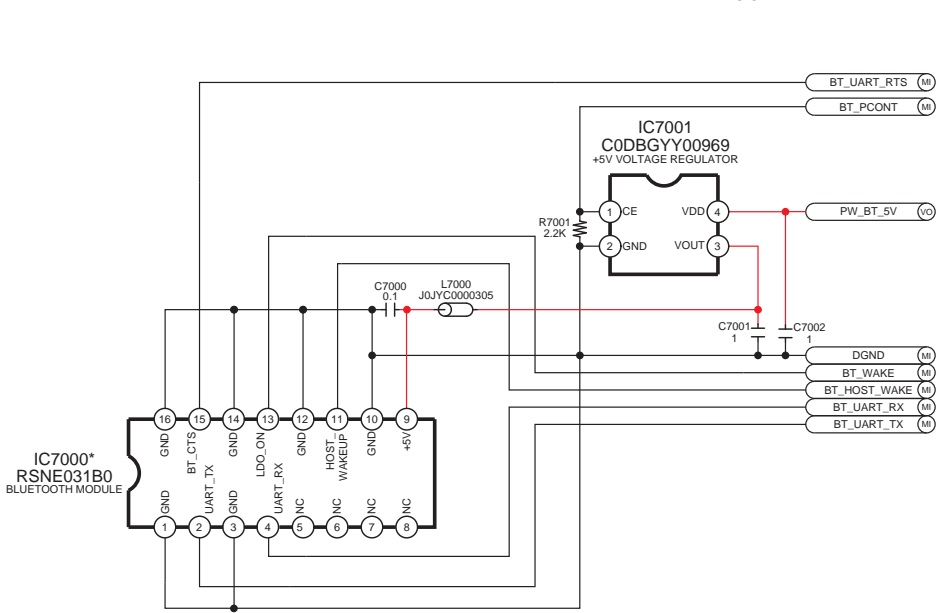 BT_UART_RTS MI
BT_PCONT MI
IC7001
C0DBGYY00969
+5V VOLTAGE REGULATOR
1 CE VDD 4
PW_BT_5V VO
R7001
2.2K
2 GND VOUT 3
C7000
0.1
L7000
J0JYC0000305
C7001
1
C7002
1
DGND MI
BT_WAKE MI
BT_HOST_WAKE MI
BT_UART_RX MI
BT_UART_TX MI
16 15 14 13 12 11 10 9
GND
BT_CTS
GND
LDO_ON
GND
HOST_
WAKEUP
GND
+5V
IC7000*
RSNE031B0
BLUETOOTH MODULE
GND
UART_TX
GND
UART_RX
NC
NC
NC
NC
1 2 3 4 5 6 7 8